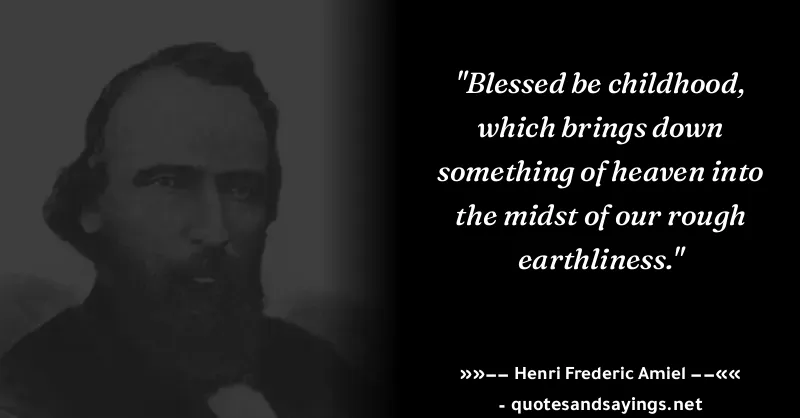 "Blessed be childhood,
which brings down
something of heaven into
the midst of our rough
earthliness."
»»−− Henri Frederic Amiel −−««
- quotesandsayings.net